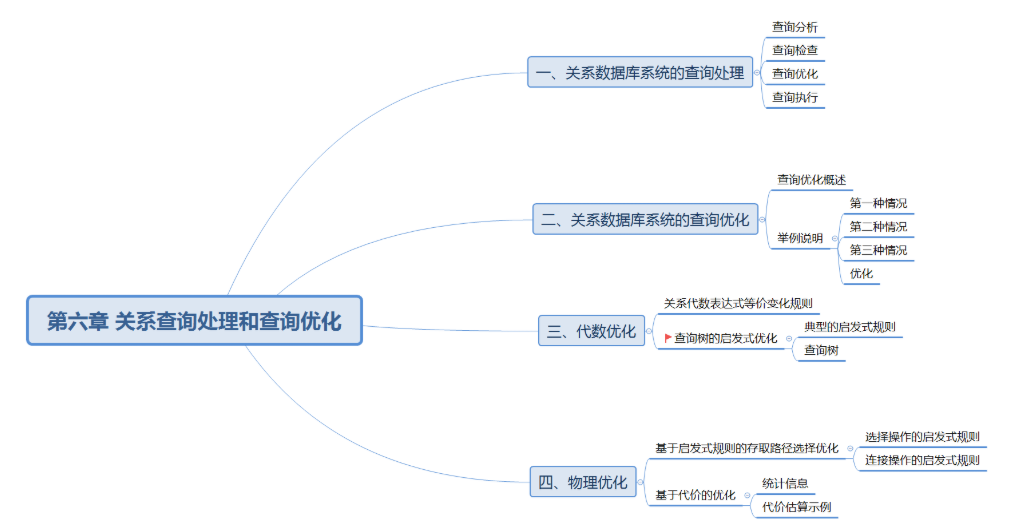 第六章 关系查询处理和查询优化
一、关系数据库系统的查询处理
查询分析
查询检查
查询优化
查询执行
二、关系数据库系统的查询优化
查询优化概述
举例说明
第一种情况
第二种情况
第三种情况
优化
三、代数优化
关系代数表达式等价变化规则
查询树的启发式优化
典型的启发式规则
查询树
四、物理优化
基于启发式规则的存取路径选择优化
选择操作的启发式规则
连接操作的启发式规则
基于代价的优化
统计信息
代价估算示例